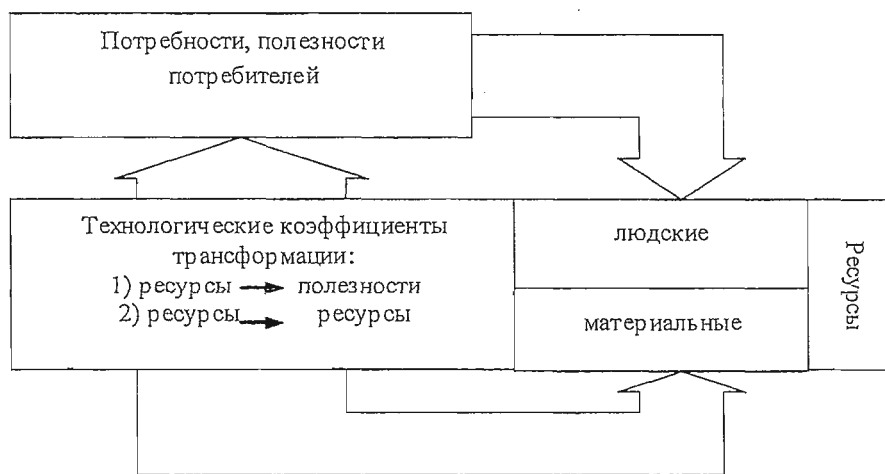 Потребности, полезности
потребителей
Технологические коэффициенты
трансформации:
1) ресурсы → полезности
2) ресурсы → ресурсы
людские
материальные
Ресурсы